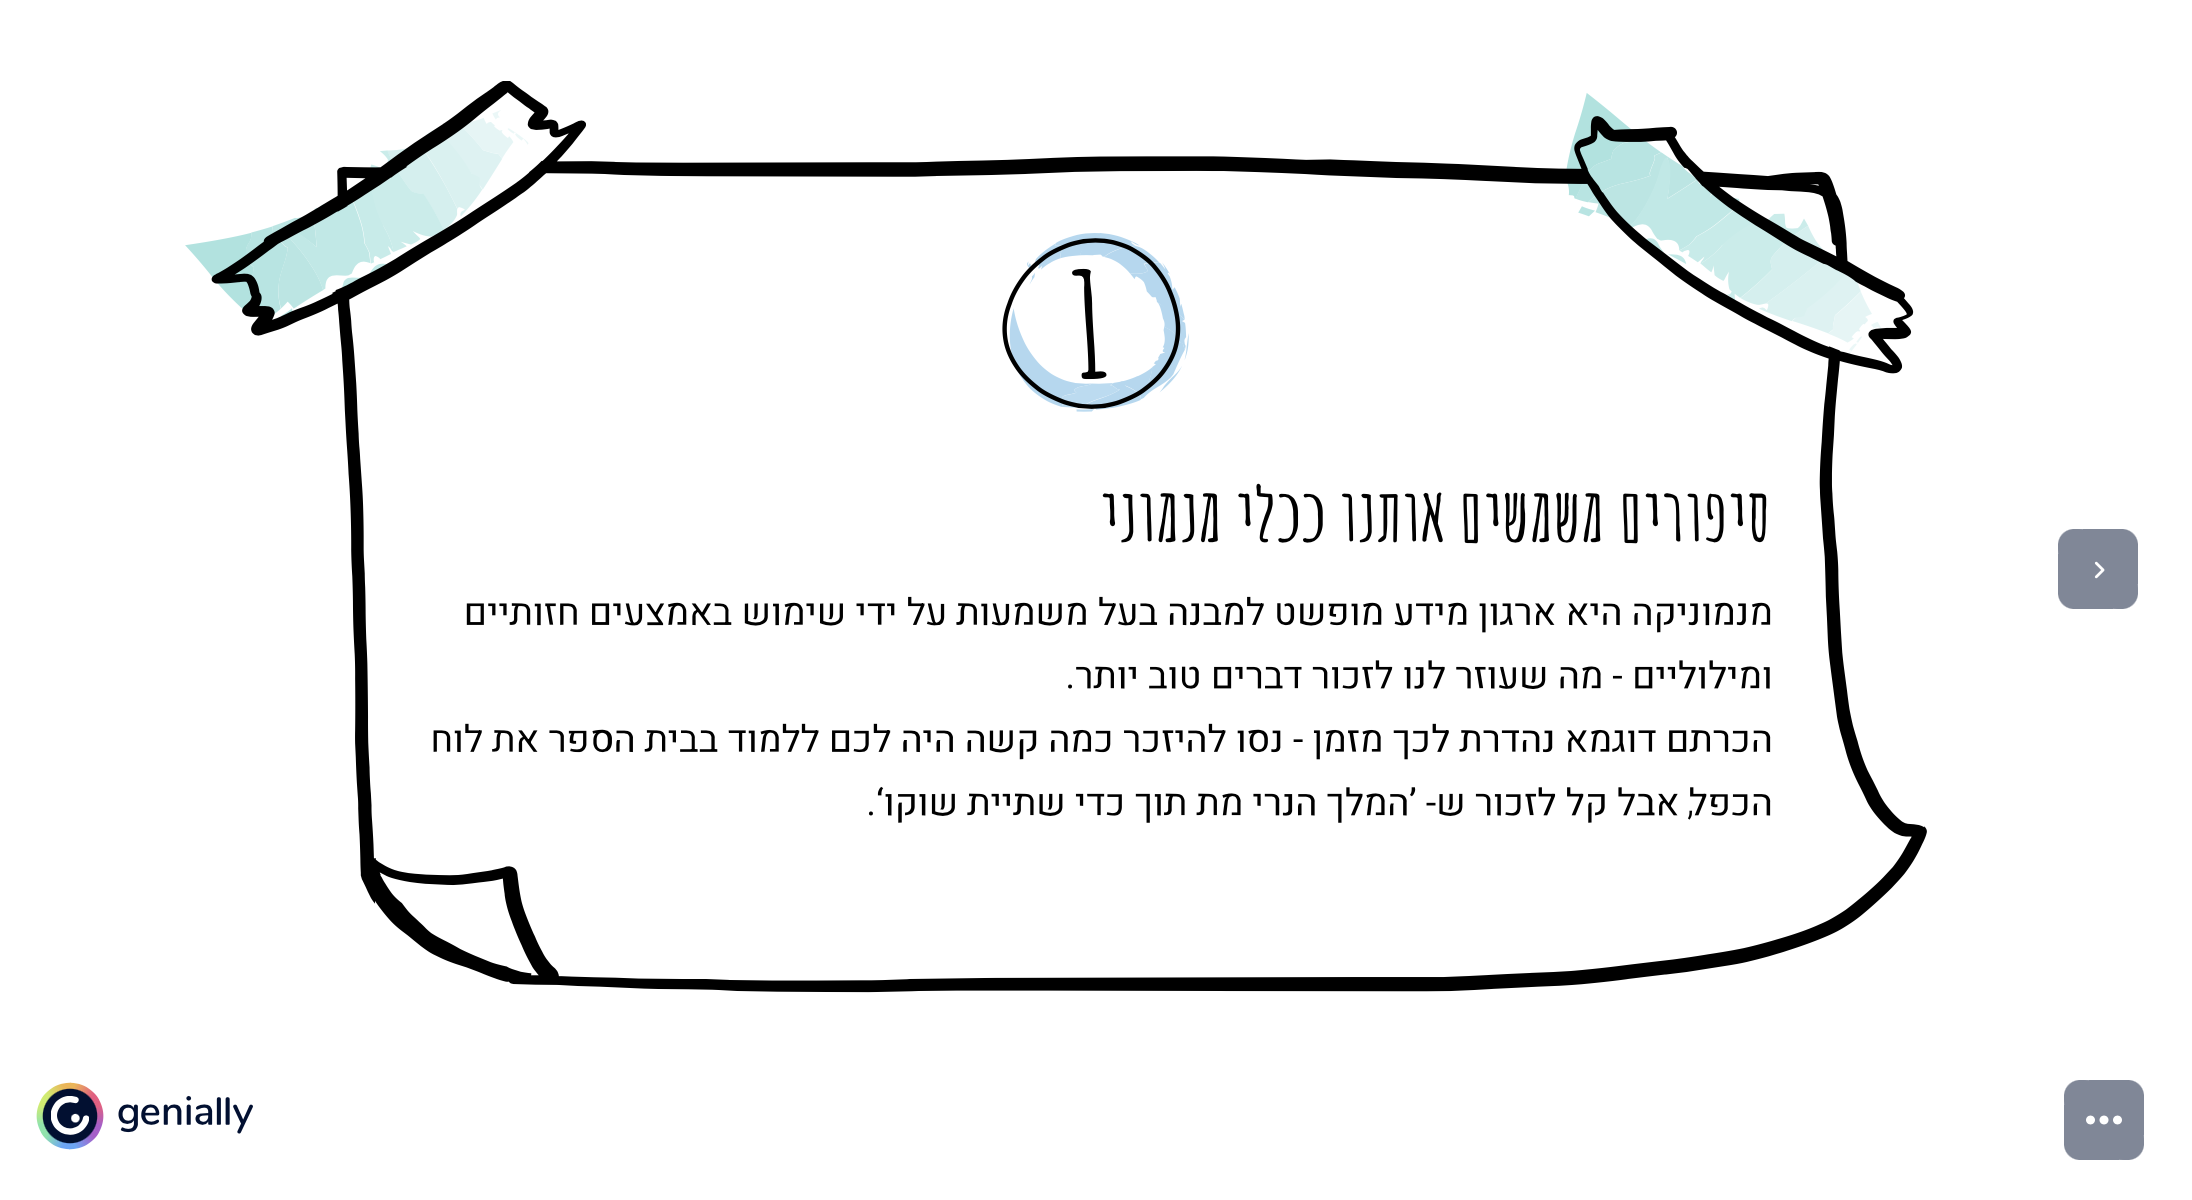 1
סיפורים משמשים אותנו ככלי מנמוני
מנמוניקה היא ארגון מידע מופשט למבנה בעל משמעות על ידי שימוש באמצעים חזותיים
ומילוליים - מה שעוזר לנו לזכור דברים טוב יותר.
הכרתם דוגמא נהדרת לכך מזמן - נסו להיזכר כמה קשה היה לכם ללמוד בבית הספר את לוח
הכפל, אבל קל לזכור ש- ’המלך הנרי מת תוך כדי שתיית שוקו‘.
genially